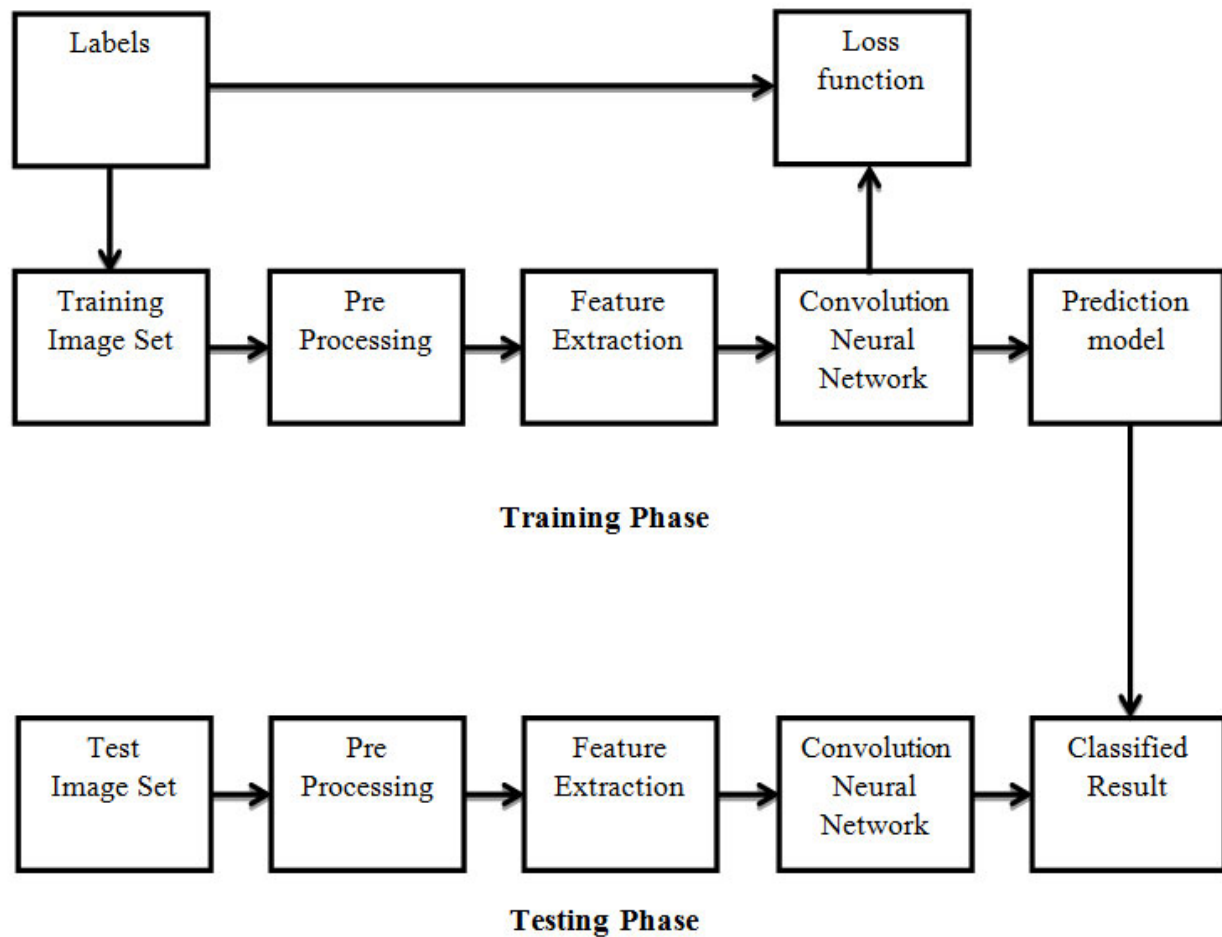 Labels
Loss
function
Training
Image Set
Pre
Processing
Feature
Extraction
Convolution
Neural
Network
Prediction
model
Training Phase
Test
Image Set
Pre
Processing
Feature
Extraction
Convolution
Neural
Network
Classified
Result
Testing Phase